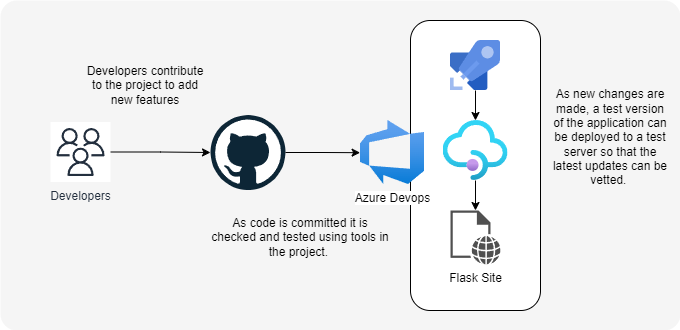 Developers contribute
to the project to add
new features
Developers
As code is committed it is
checked and tested using tools in
the project.
Azure Devops
Flask Site
As new changes are
made, a test version
of the application can
be deployed to a test
server so that the
latest updates can be
vetted.